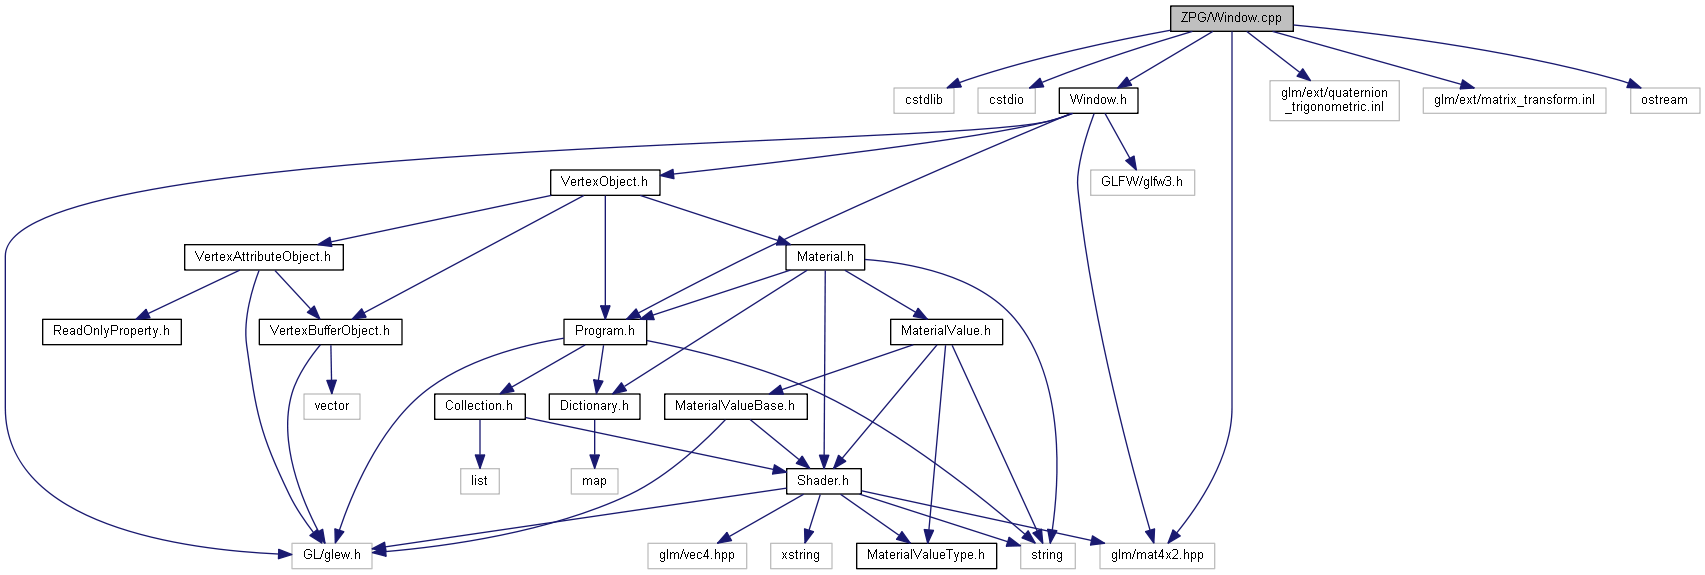 ZPG/Window.cpp
cstdlib
cstdio
Window.h
glm/ext/quaternion
_trigonometric.inl
glm/ext/matrix_transform.inl
ostream
VertexObject.h
GLFW/glfw3.h
VertexAttributeObject.h
Material.h
ReadOnlyProperty.h
VertexBufferObject.h
Program.h
MaterialValue.h
vector
Collection.h
Dictionary.h
MaterialValueBase.h
list
map
Shader.h
GL/glew.h
glm/vec4.hpp
xstring
MaterialValueType.h
string
glm/mat4x2.hpp